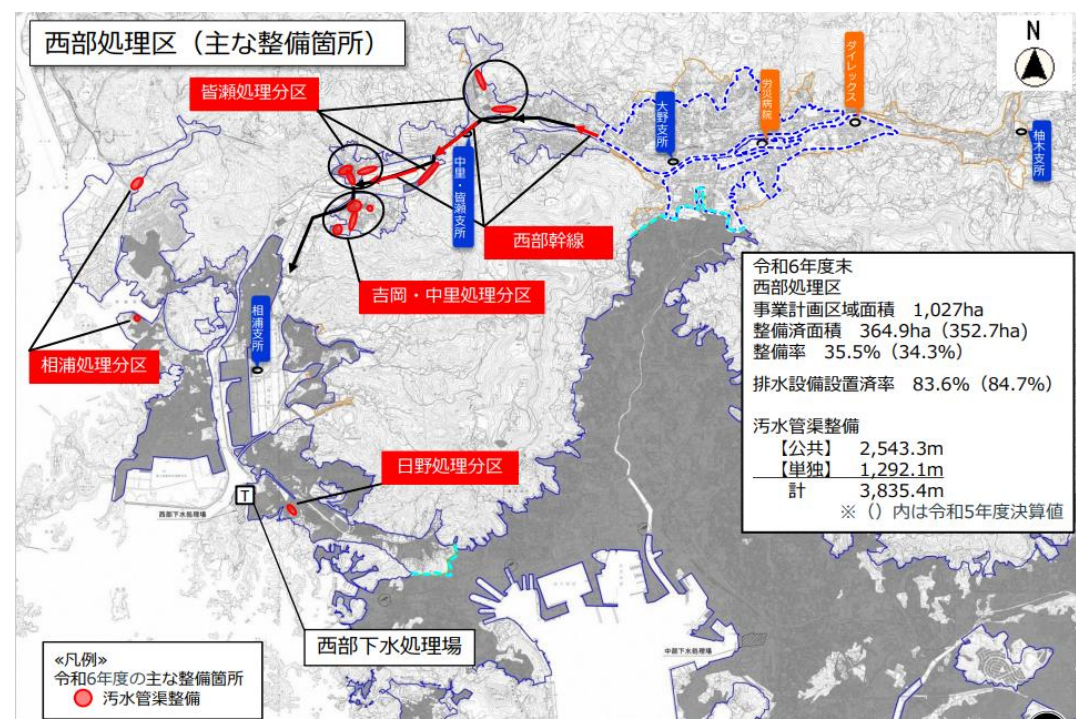 西部処理区（主な整備箇所）
N
皆瀬処理分区
ダイレックス
労災病院
大野支所
柚木支所
中里・皆瀬支所
西部幹線
吉岡・中里処理分区
相浦支所
相浦処理分区
令和6年度末
西部処理区
事業計画区域面積　1,027ha
整備済面積　364.9ha（352.7ha）
整備率　35.5%（34.3%）
排水設備設置済率　83.6%（84.7%）
汚水管渠整備
【公共】　2,543.3m
【単独】　1,292.1m
計　3,835.4m
※（）内は令和5年度決算値
日野処理分区
T
西部下水処理場
西部下水処理場
中部下水処理場
≪凡例≫
令和6年度の主な整備箇所
汚水管渠整備